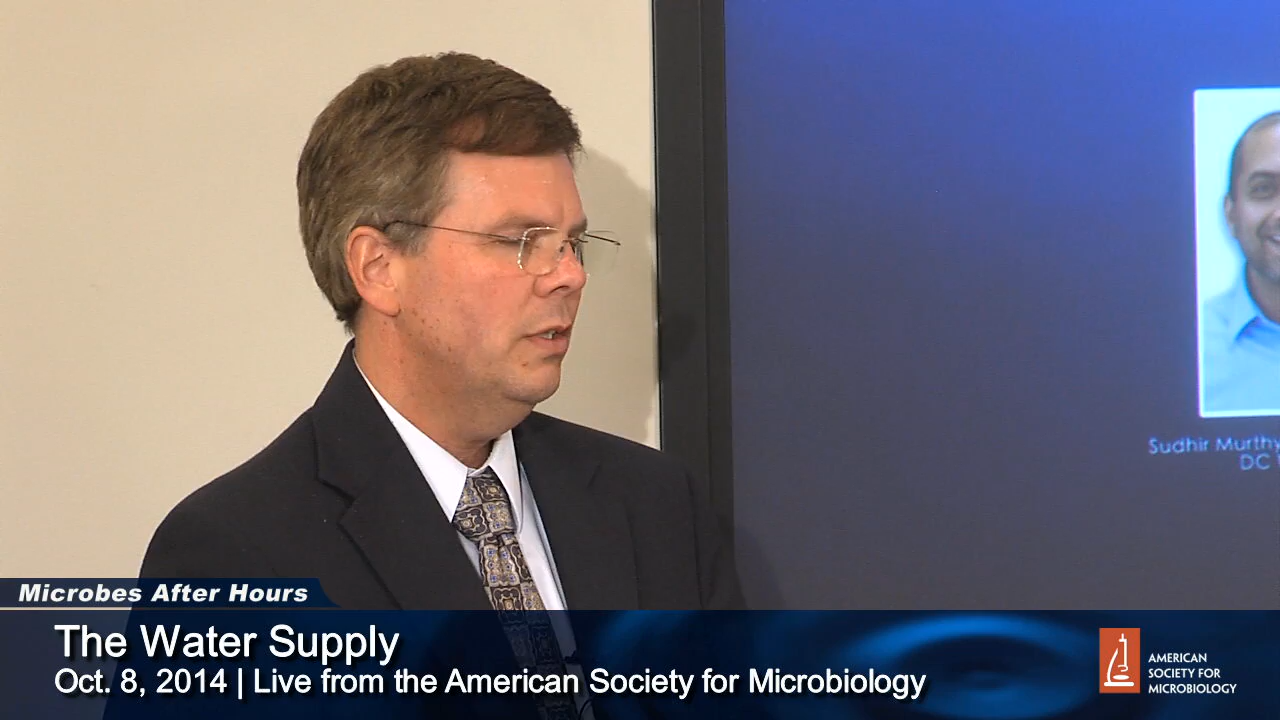 Sudhir Murthy
DC
Microbes After Hours
The Water Supply
Oct. 8, 2014 | Live from the American Society for Microbiology
AMERICAN
SOCIETY FOR
MICROBIOLOGY